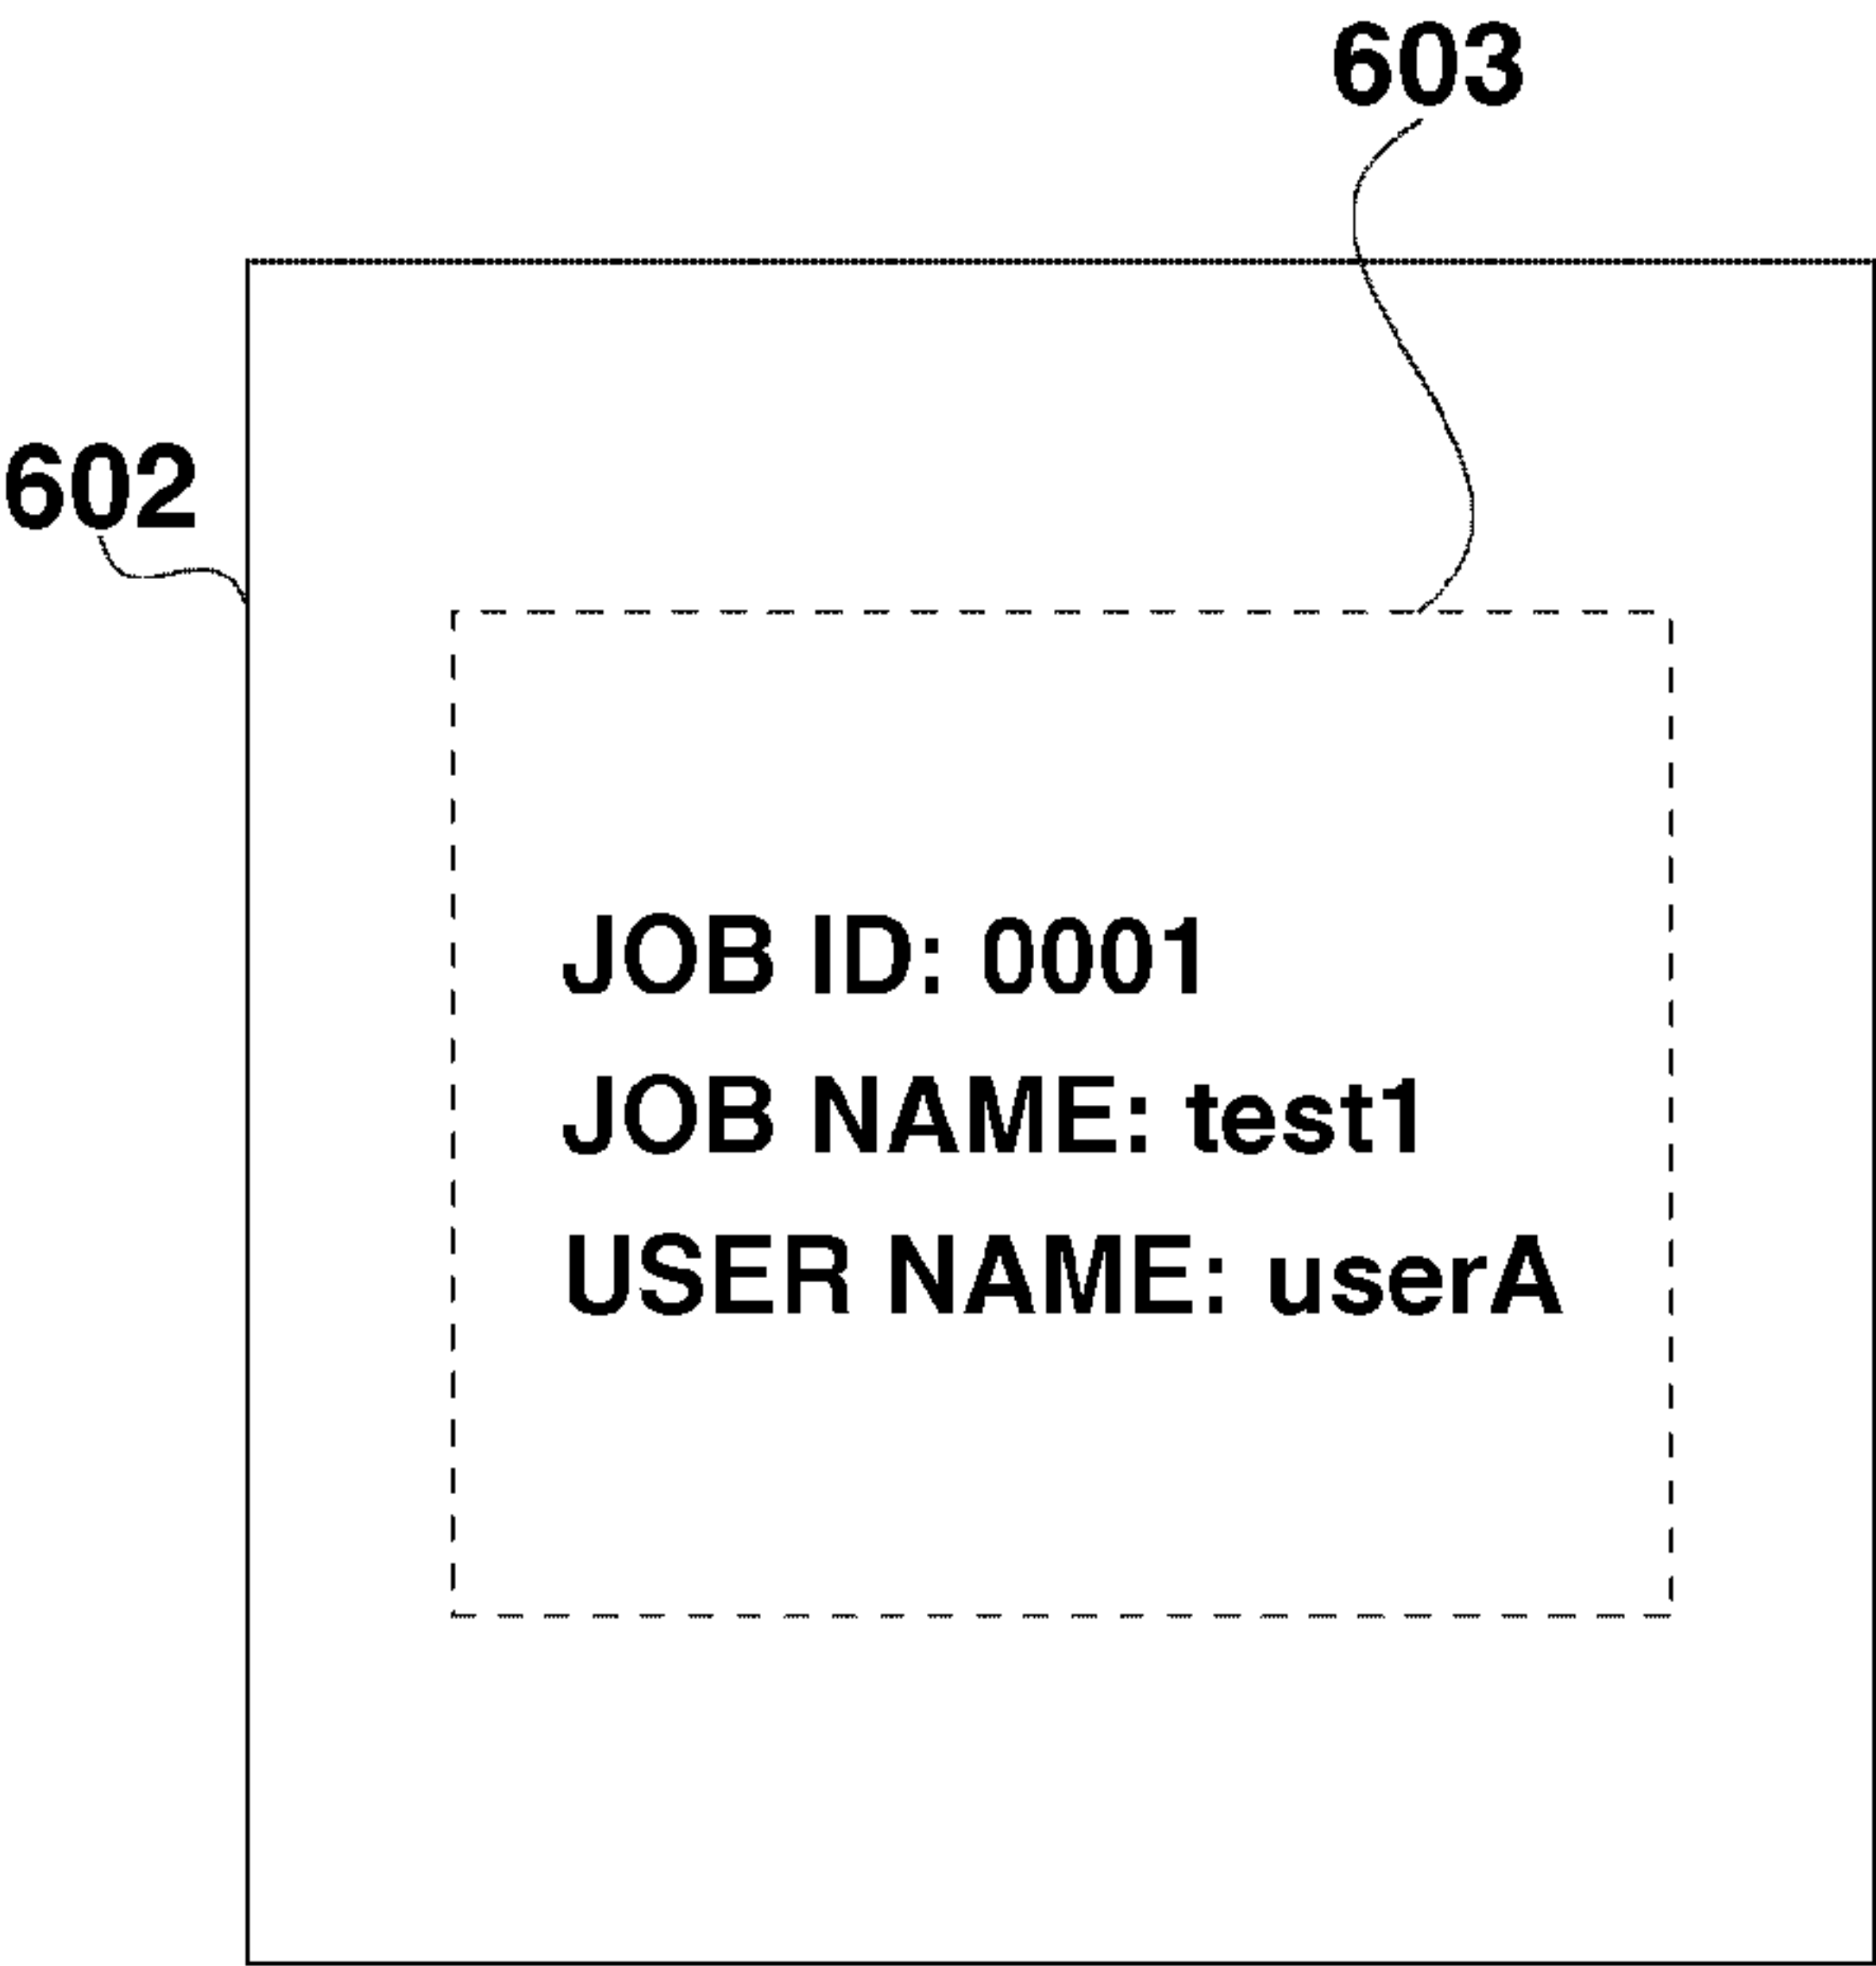 603
602
JOB ID: 0001
JOB NAME: test1
USER NAME: userA